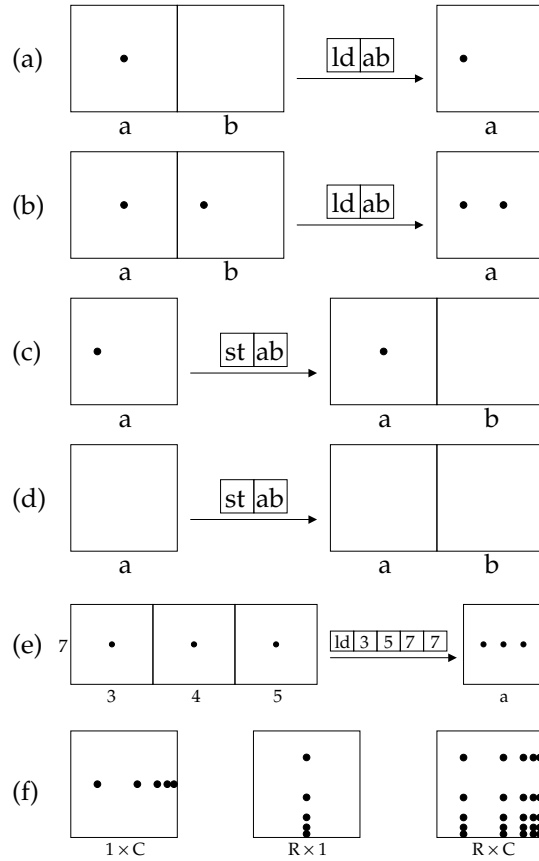 (a) ld ab
a b a
(b) ld ab
a b a
(c) st ab
a a b
(d) st ab
a a b
(e) 7 ld 3 5 7 7
3 4 5 a
(f)
1 × C R × 1 R × C